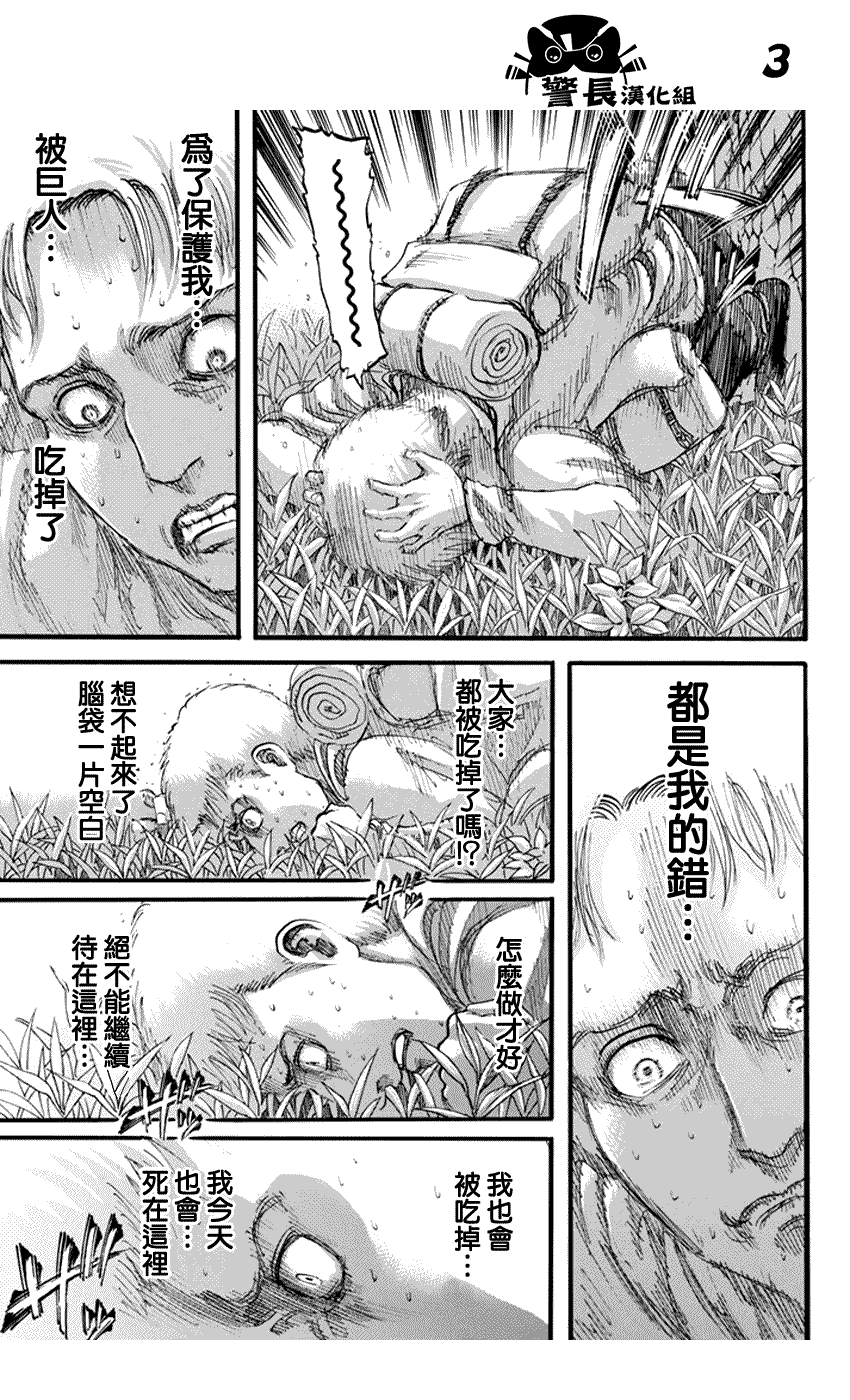 警長漢化組
3
爲了保護我…
被巨人…
吃掉了
都是我的錯…
大家…
都被吃掉了嗎!?
想不起來了
腦袋一片空白
怎麼做才好
絕不能繼續
待在這裡…
我也會
被吃掉…
我今天
也會…
死在這裡